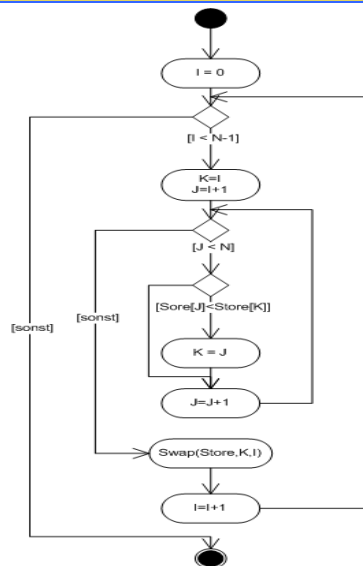 I = 0
[I < N-1]
K=I
J=I+1
[J < N]
[Sore[J]<Store[K]]
[sonst]
[sonst]
K = J
J=J+1
Swap(Store,K,I)
I=I+1